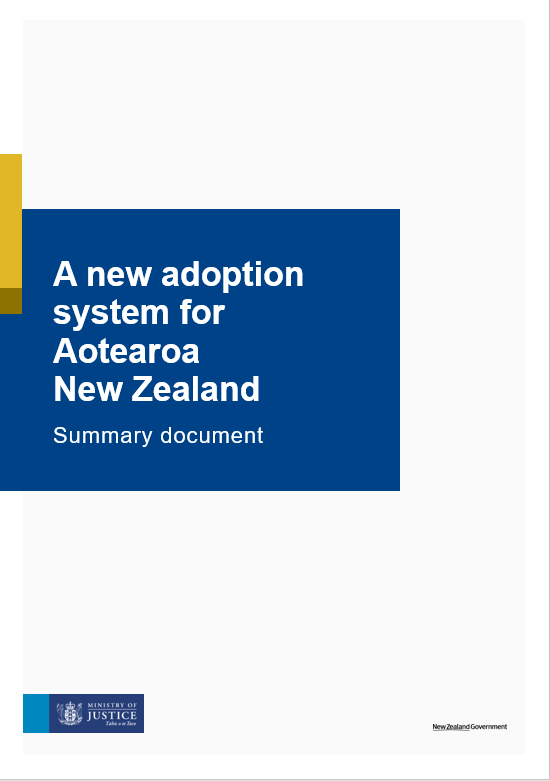 A new adoption
system for
Aotearoa
New Zealand
Summary document
MINISTRY OF
JUSTICE
Tāhū o te Ture
New Zealand Government